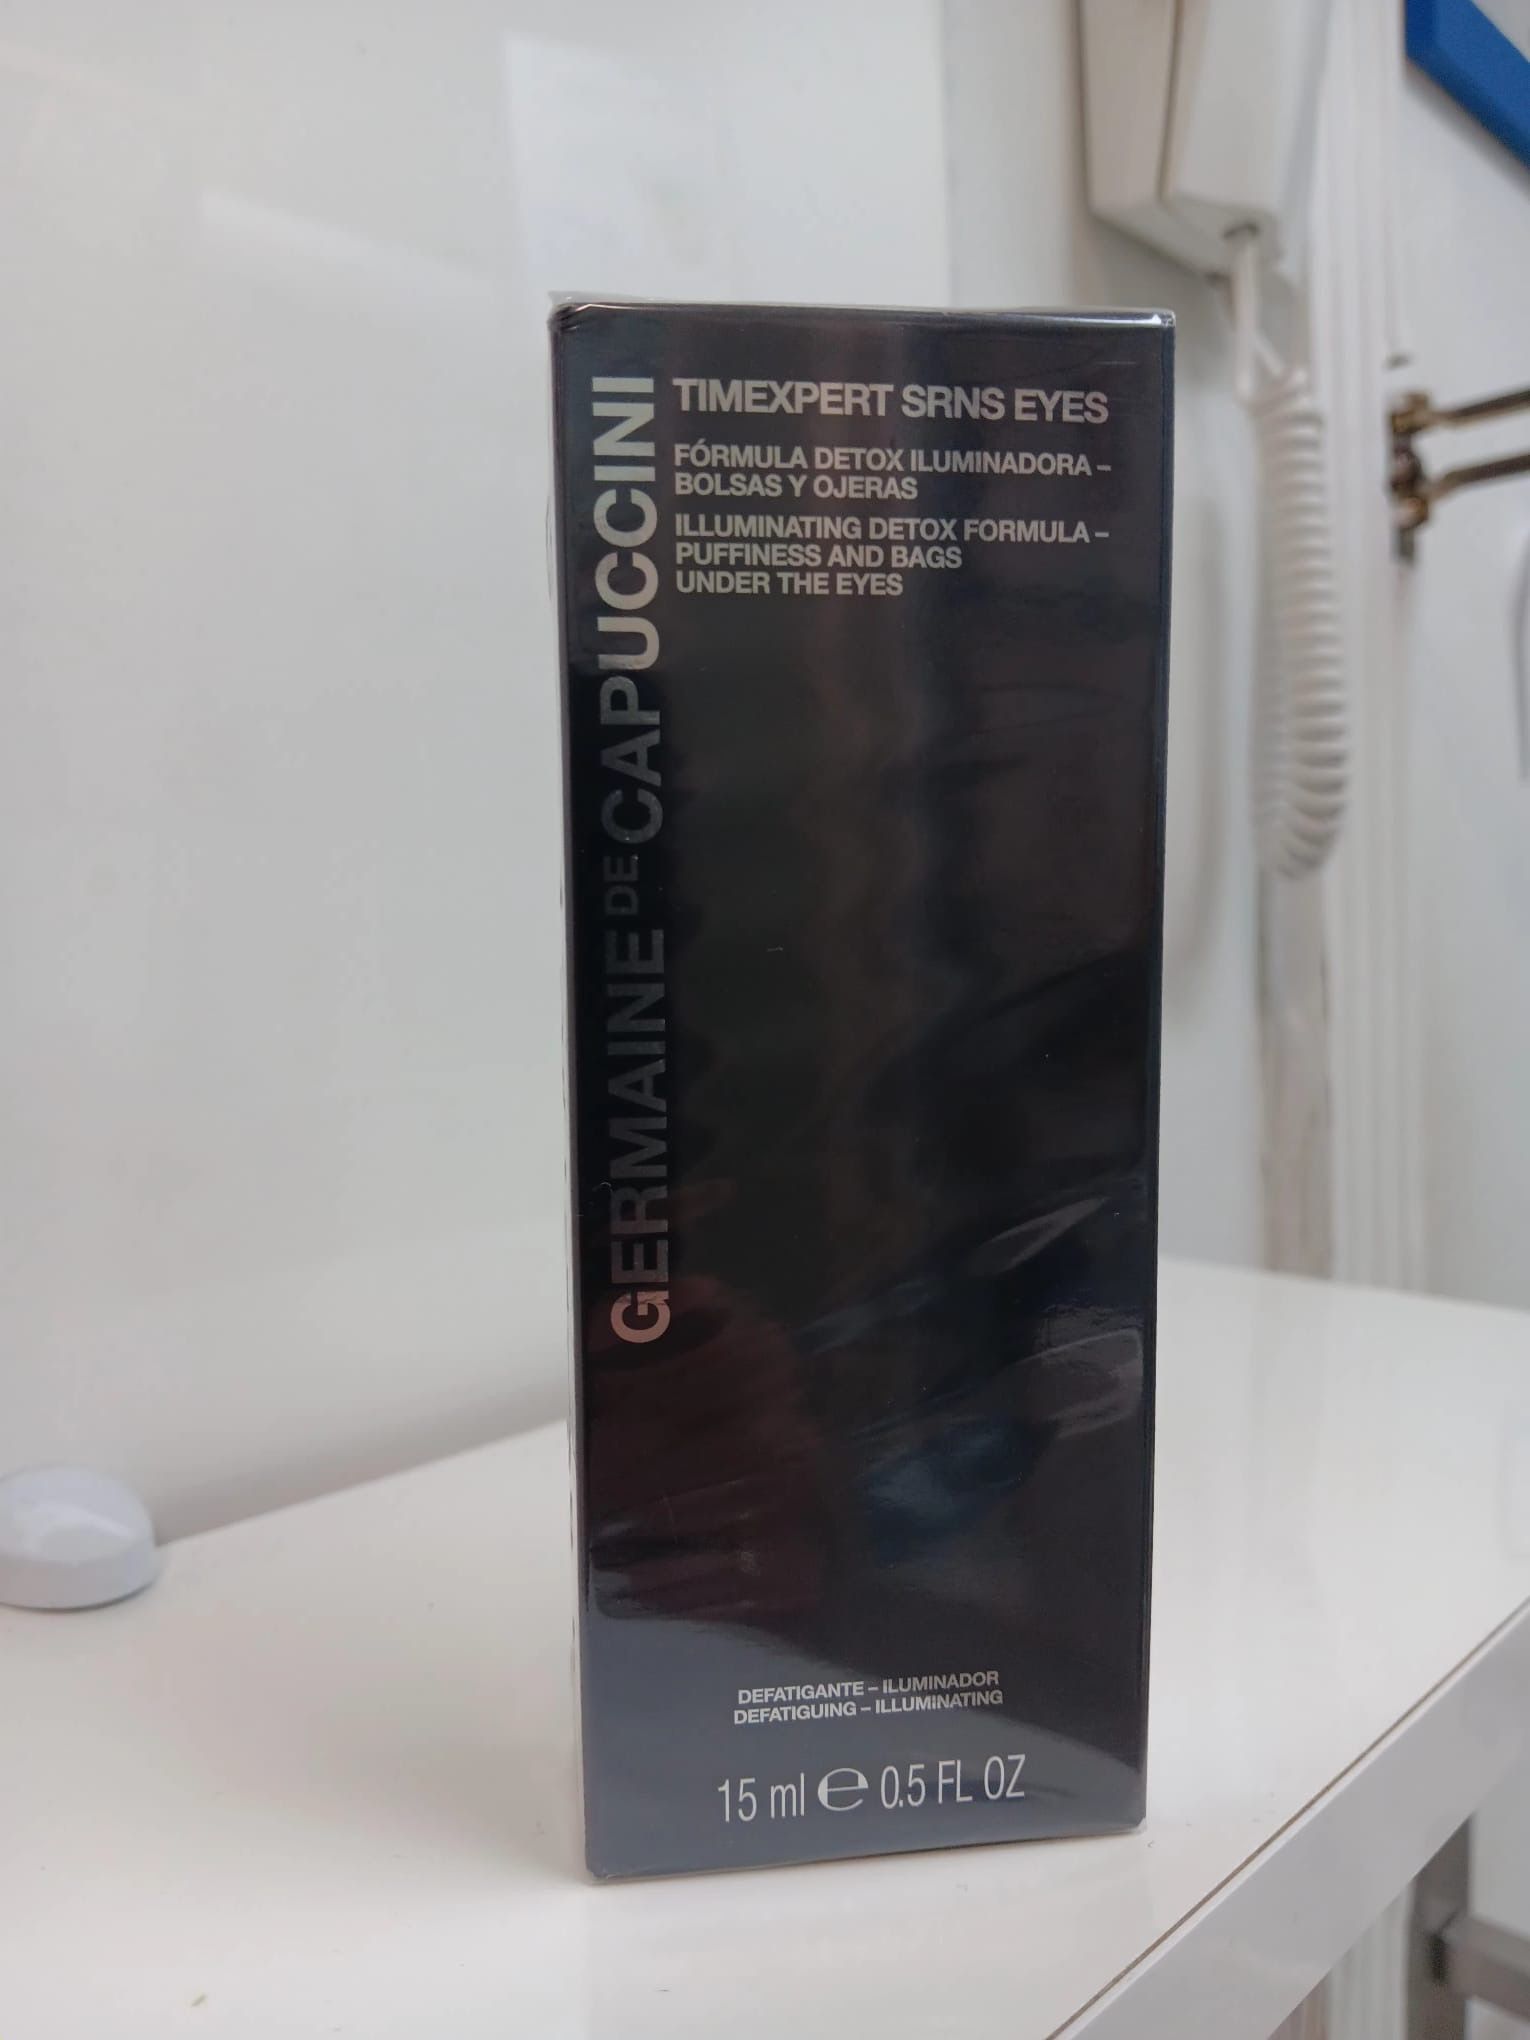 GERMAINE DE CAPUCCINI
TIMEXPERT SRNS EYES
FÓRMULA DETOX ILUMINADORA –
BOLSAS Y OJERAS
ILLUMINATING DETOX FORMULA –
PUFFINESS AND BAGS
UNDER THE EYES
DEFATIGANTE – ILUMINADOR
DEFATIGUING – ILLUMINATING
15 ml ℮ 0.5 FL OZ